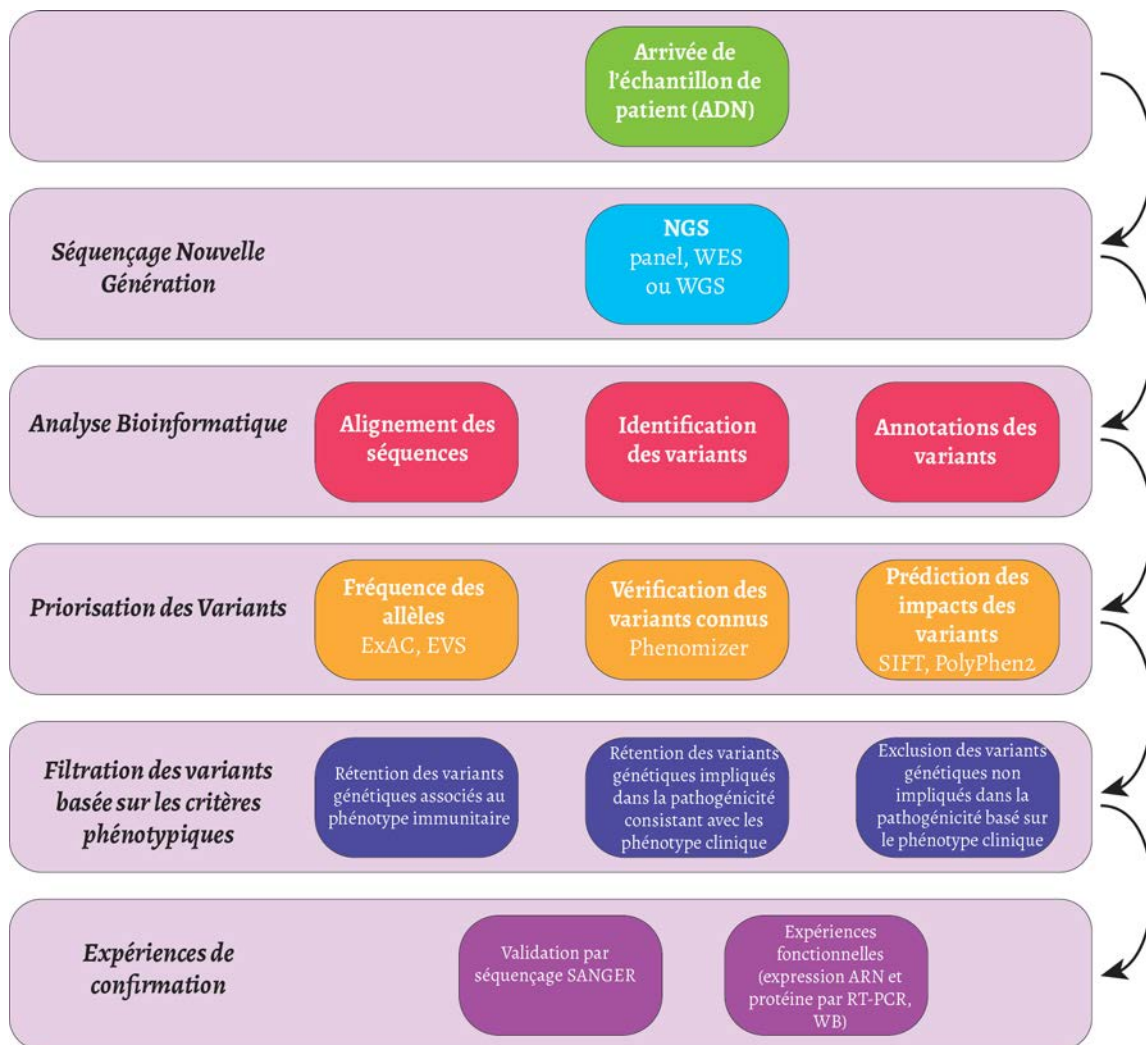 Arrivée de
l'échantillon de
patient (ADN)
Séquençage Nouvelle
Génération
NGS
panel, WES
ou WGS
Analyse Bioinformatique
Alignement des
séquences
Identification
des variants
Annotations des
variants
Priorisation des Variants
Fréquence des
allèles
ExAC, EVS
Vérification des
variants connus
Phenomizer
Prédiction des
impacts des
variants
SIFT, PolyPhen2
Filtration des variants
basée sur les critères
phénotypiques
Rétention des variants
génétiques associés au
phénotype immunitaire
Rétention des variants
génétiques impliqués
dans la pathogénicité
consistant avec les
phénotype clinique
Exclusion des variants
génétiques non
impliqués dans la
pathogénicité basé sur
le phénotype clinique
Expériences de
confirmation
Validation par
séquençage SANGER
Expériences
fonctionnelles
(expression ARN et
protéine par RT-PCR,
WB)